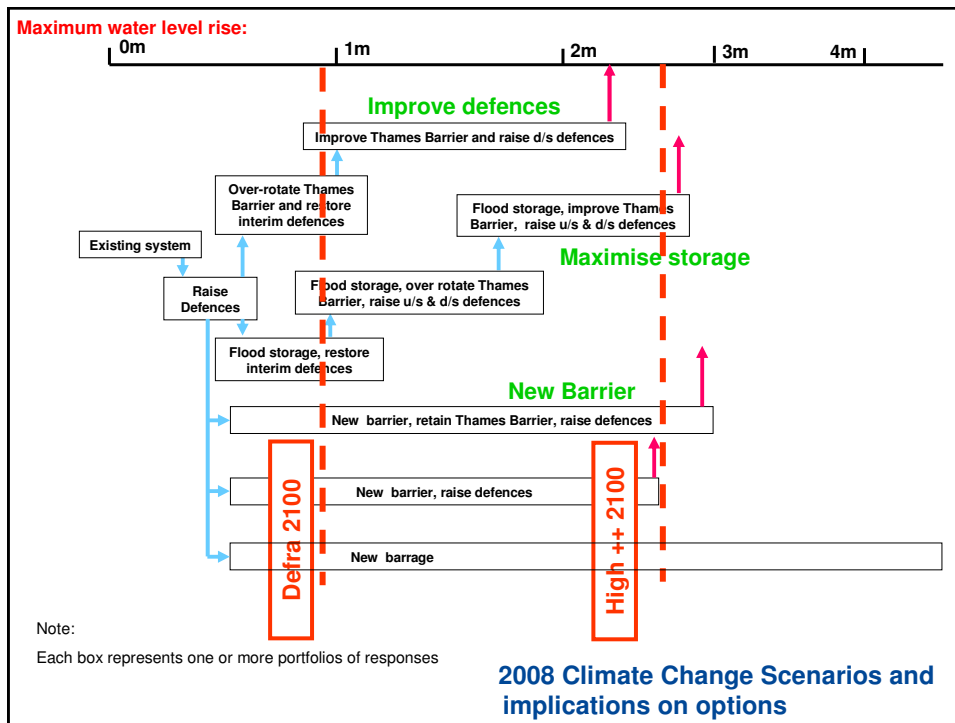 Maximum water level rise:
0m
1m
2m
3m
4m
Improve defences
Improve Thames Barrier and raise d/s defences
Over-rotate Thames
Barrier and restore
interim defences
Flood storage, improve Thames
Barrier, raise u/s & d/s defences
Existing system
Maximise storage
Raise
Defences
Flood storage, over rotate Thames
Barrier, raise u/s & d/s defences
Flood storage, restore
interim defences
New Barrier
New barrier, retain Thames Barrier, raise defences
New barrier, raise defences
New barrage
Defra 2100
High ++ 2100
Note:
Each box represents one or more portfolios of responses
2008 Climate Change Scenarios and
implications on options